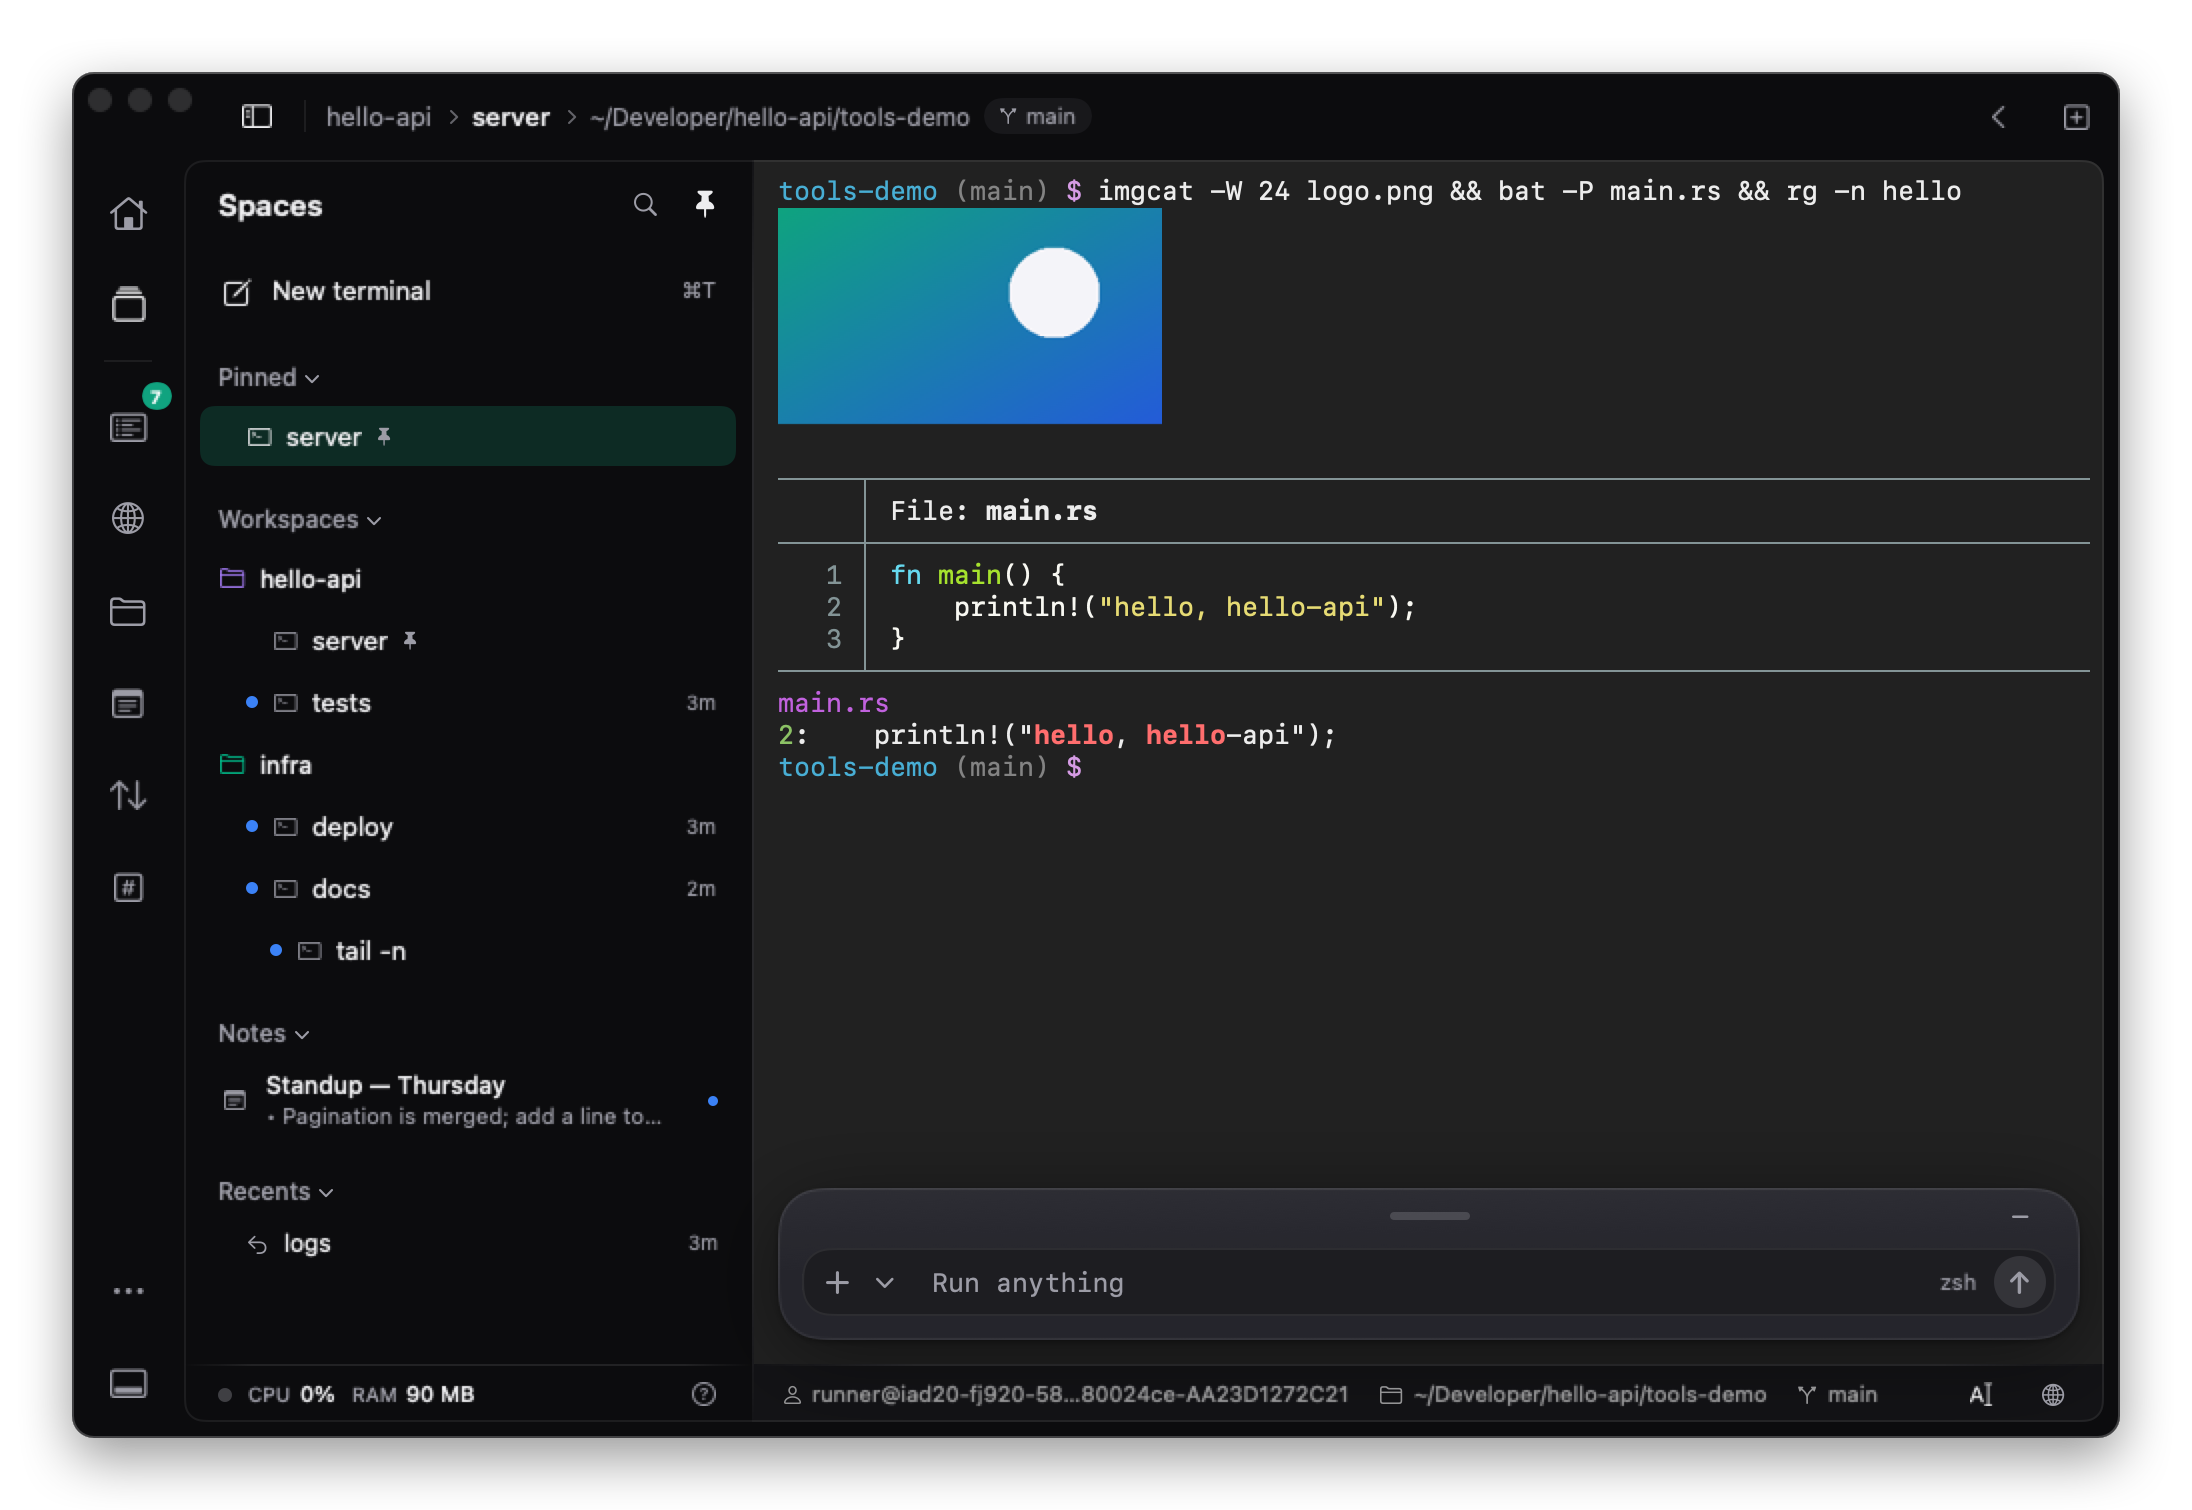 hello-api > server > ~/Developer/hello-api/tools-demo main
Spaces
New terminal ⌘T
Pinned
server
Workspaces
hello-api
server
tests 3m
infra
deploy 3m
docs 2m
tail -n
Notes
Standup — Thursday
• Pagination is merged; add a line to...
Recents
logs 3m
CPU 0% RAM 90 MB
7
#
tools-demo (main) $ imgcat -W 24 logo.png && bat -P main.rs && rg -n hello
File: main.rs
1 fn main() {
2     println!("hello, hello-api");
3 }
main.rs
2:    println!("hello, hello-api");
tools-demo (main) $
Run anything zsh
runner@iad20-fj920-58...80024ce-AA23D1272C21 ~/Developer/hello-api/tools-demo main